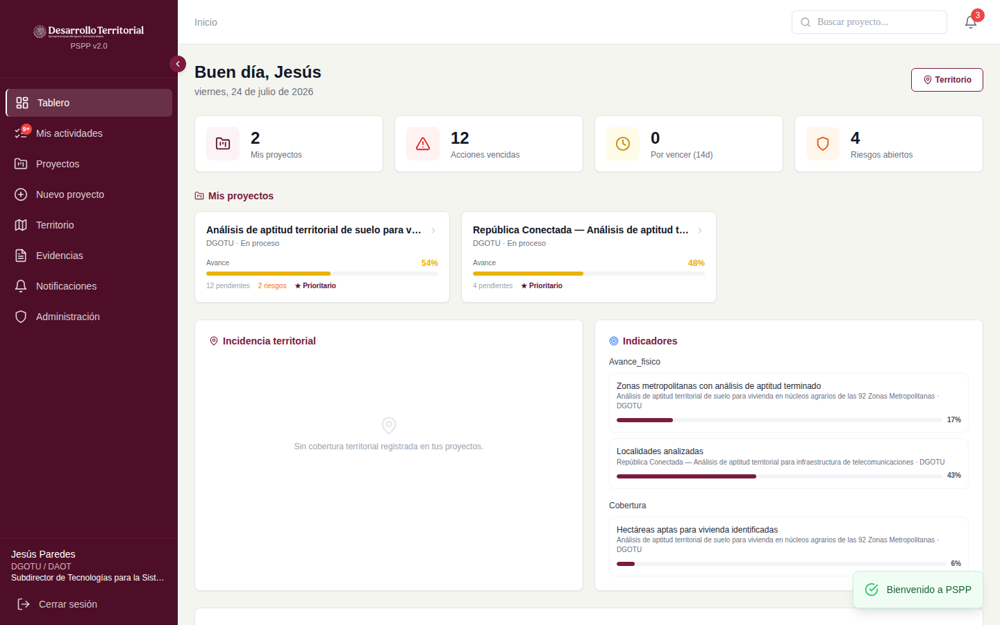 DesarrolloTerritorial
Secretaría de Desarrollo Agrario, Territorial y Urbano
PSPP v2.0
Tablero
9+
Mis actividades
Proyectos
Nuevo proyecto
Territorio
Evidencias
Notificaciones
Administración
Jesús Paredes
DGOTU / DAOT
Subdirector de Tecnologías para la Sist…
Cerrar sesión
Inicio
Buscar proyecto...
3
Buen día, Jesús
viernes, 24 de julio de 2026
Territorio
2
Mis proyectos
12
Acciones vencidas
0
Por vencer (14d)
4
Riesgos abiertos
Mis proyectos
Análisis de aptitud territorial de suelo para v…
DGOTU · En proceso
Avance 54%
12 pendientes 2 riesgos ★ Prioritario
República Conectada — Análisis de aptitud t…
DGOTU · En proceso
Avance 48%
4 pendientes ★ Prioritario
Incidencia territorial
Sin cobertura territorial registrada en tus proyectos.
Indicadores
Avance_fisico
Zonas metropolitanas con análisis de aptitud terminado
Análisis de aptitud territorial de suelo para vivienda en núcleos agrarios de las 92 Zonas Metropolitanas ·
DGOTU
17%
Localidades analizadas
República Conectada — Análisis de aptitud territorial para infraestructura de telecomunicaciones · DGOTU
43%
Cobertura
Hectáreas aptas para vivienda identificadas
Análisis de aptitud territorial de suelo para vivienda en núcleos agrarios de las 92 Zonas Metropolitanas ·
DGOTU
6%
Bienvenido a PSPP